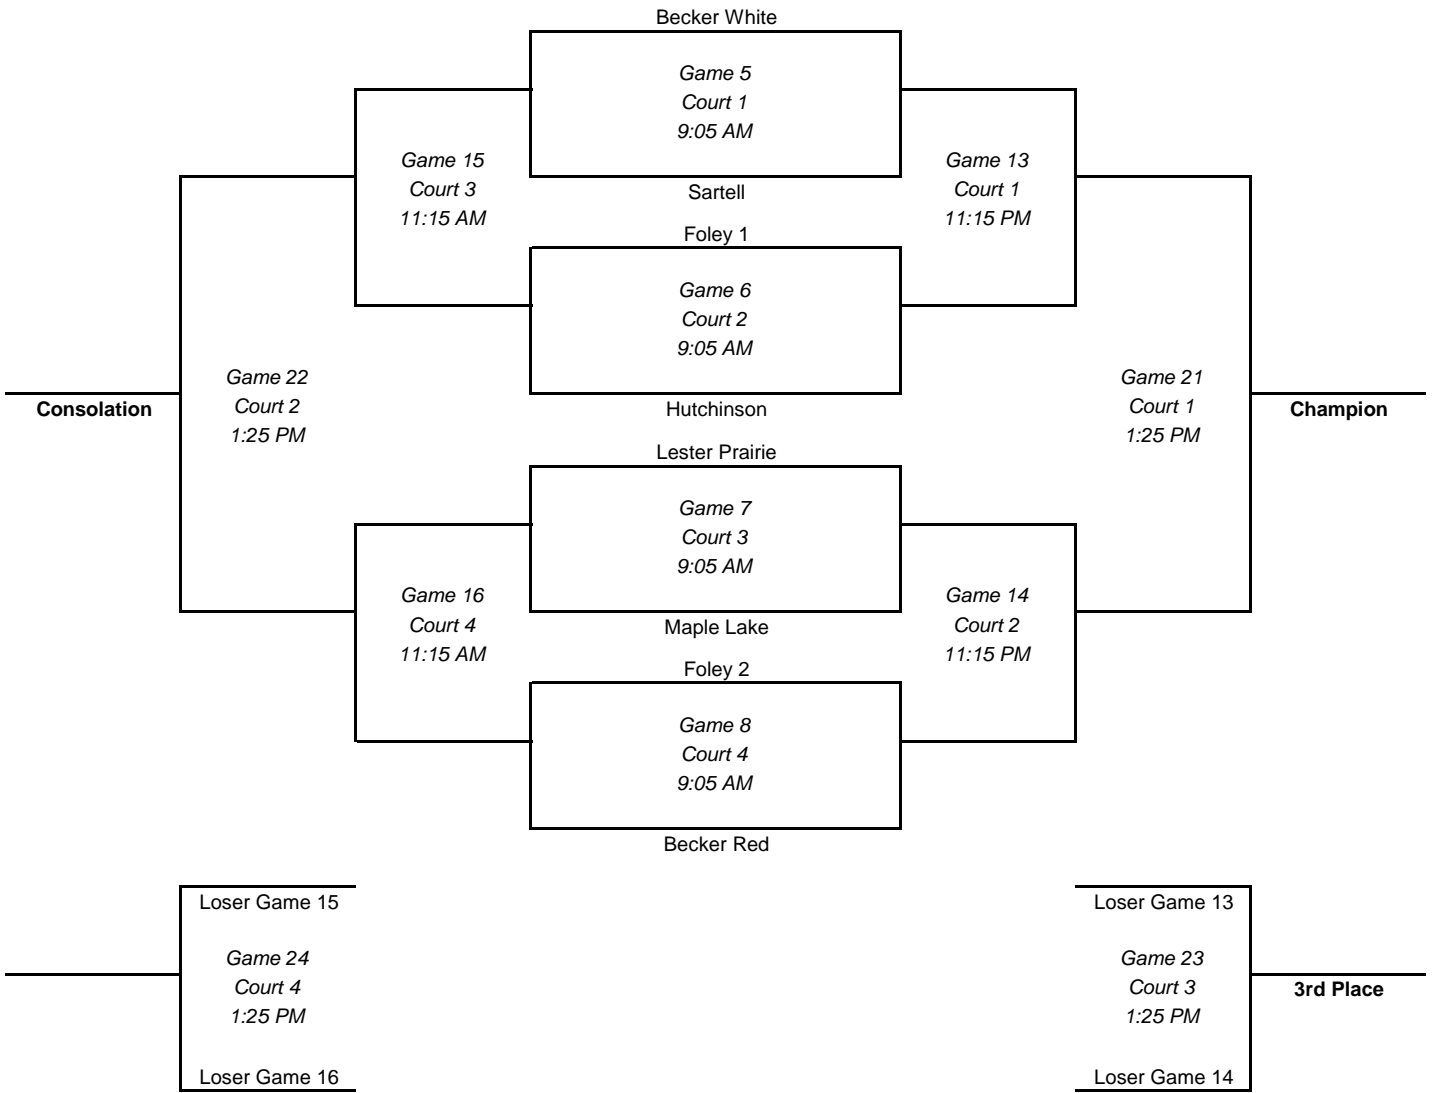 Becker White
Game 5
Court 1
9:05 AM
Game 15
Court 3
11:15 AM
Game 13
Court 1
11:15 PM
Sartell
Foley 1
Game 6
Court 2
9:05 AM
Game 22
Court 2
1:25 PM
Game 21
Court 1
1:25 PM
Consolation
Hutchinson
Champion
Lester Prairie
Game 7
Court 3
9:05 AM
Game 16
Court 4
11:15 AM
Game 14
Court 2
11:15 PM
Maple Lake
Foley 2
Game 8
Court 4
9:05 AM
Becker Red
Loser Game 15
Game 24
Court 4
1:25 PM
Loser Game 16
Loser Game 13
Game 23
Court 3
1:25 PM
3rd Place
Loser Game 14